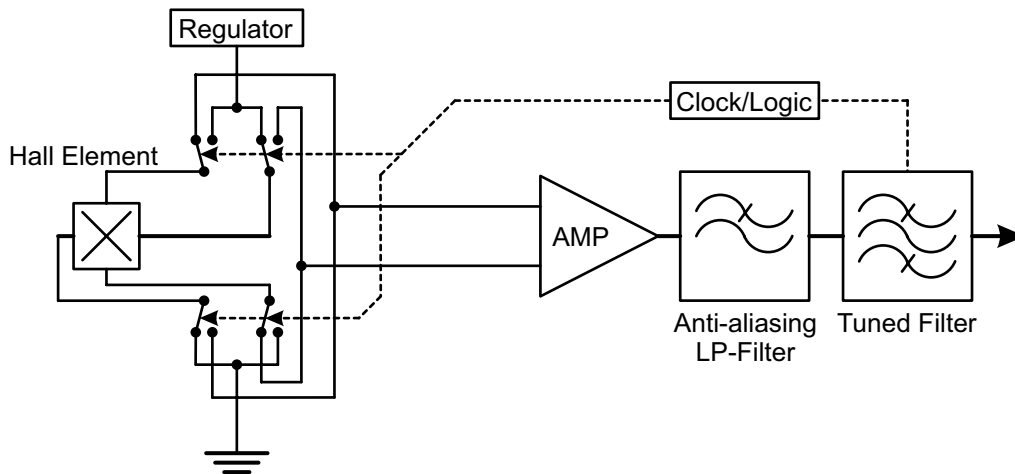 Regulator
Clock/Logic
Hall Element
AMP
Anti-aliasing
LP-Filter
Tuned Filter